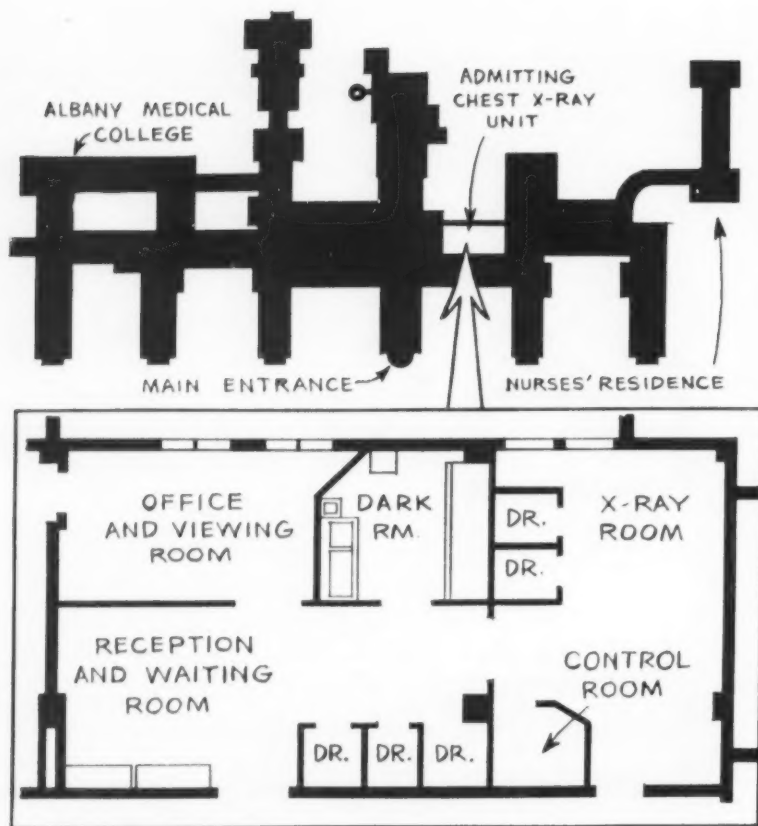 ALBANY MEDICAL
COLLEGE
ADMITTING
CHEST X-RAY
UNIT
MAIN ENTRANCE
NURSES' RESIDENCE
OFFICE
AND VIEWING
ROOM
DARK
RM.
DR.
DR.
X-RAY
ROOM
RECEPTION
AND WAITING
ROOM
CONTROL
ROOM
DR.
DR.
DR.